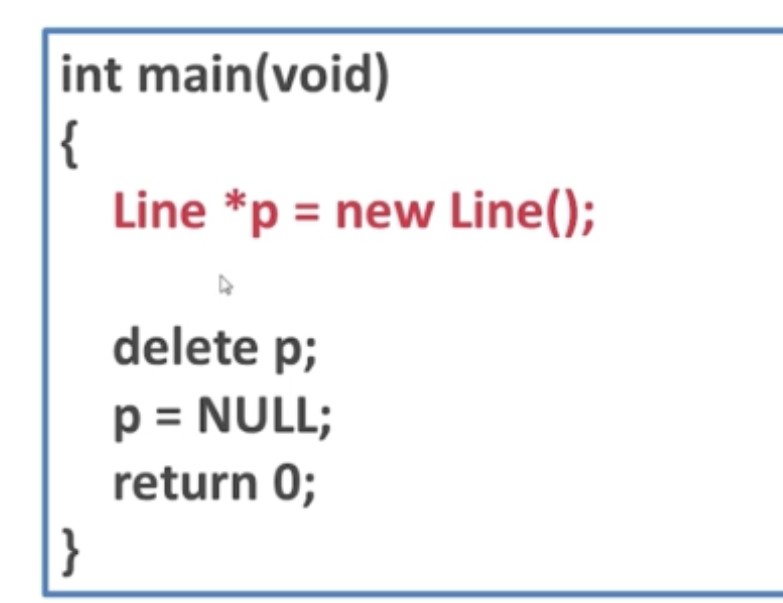 int main(void)
{
Line *p = new Line();
delete p;
p = NULL;
return 0;
}